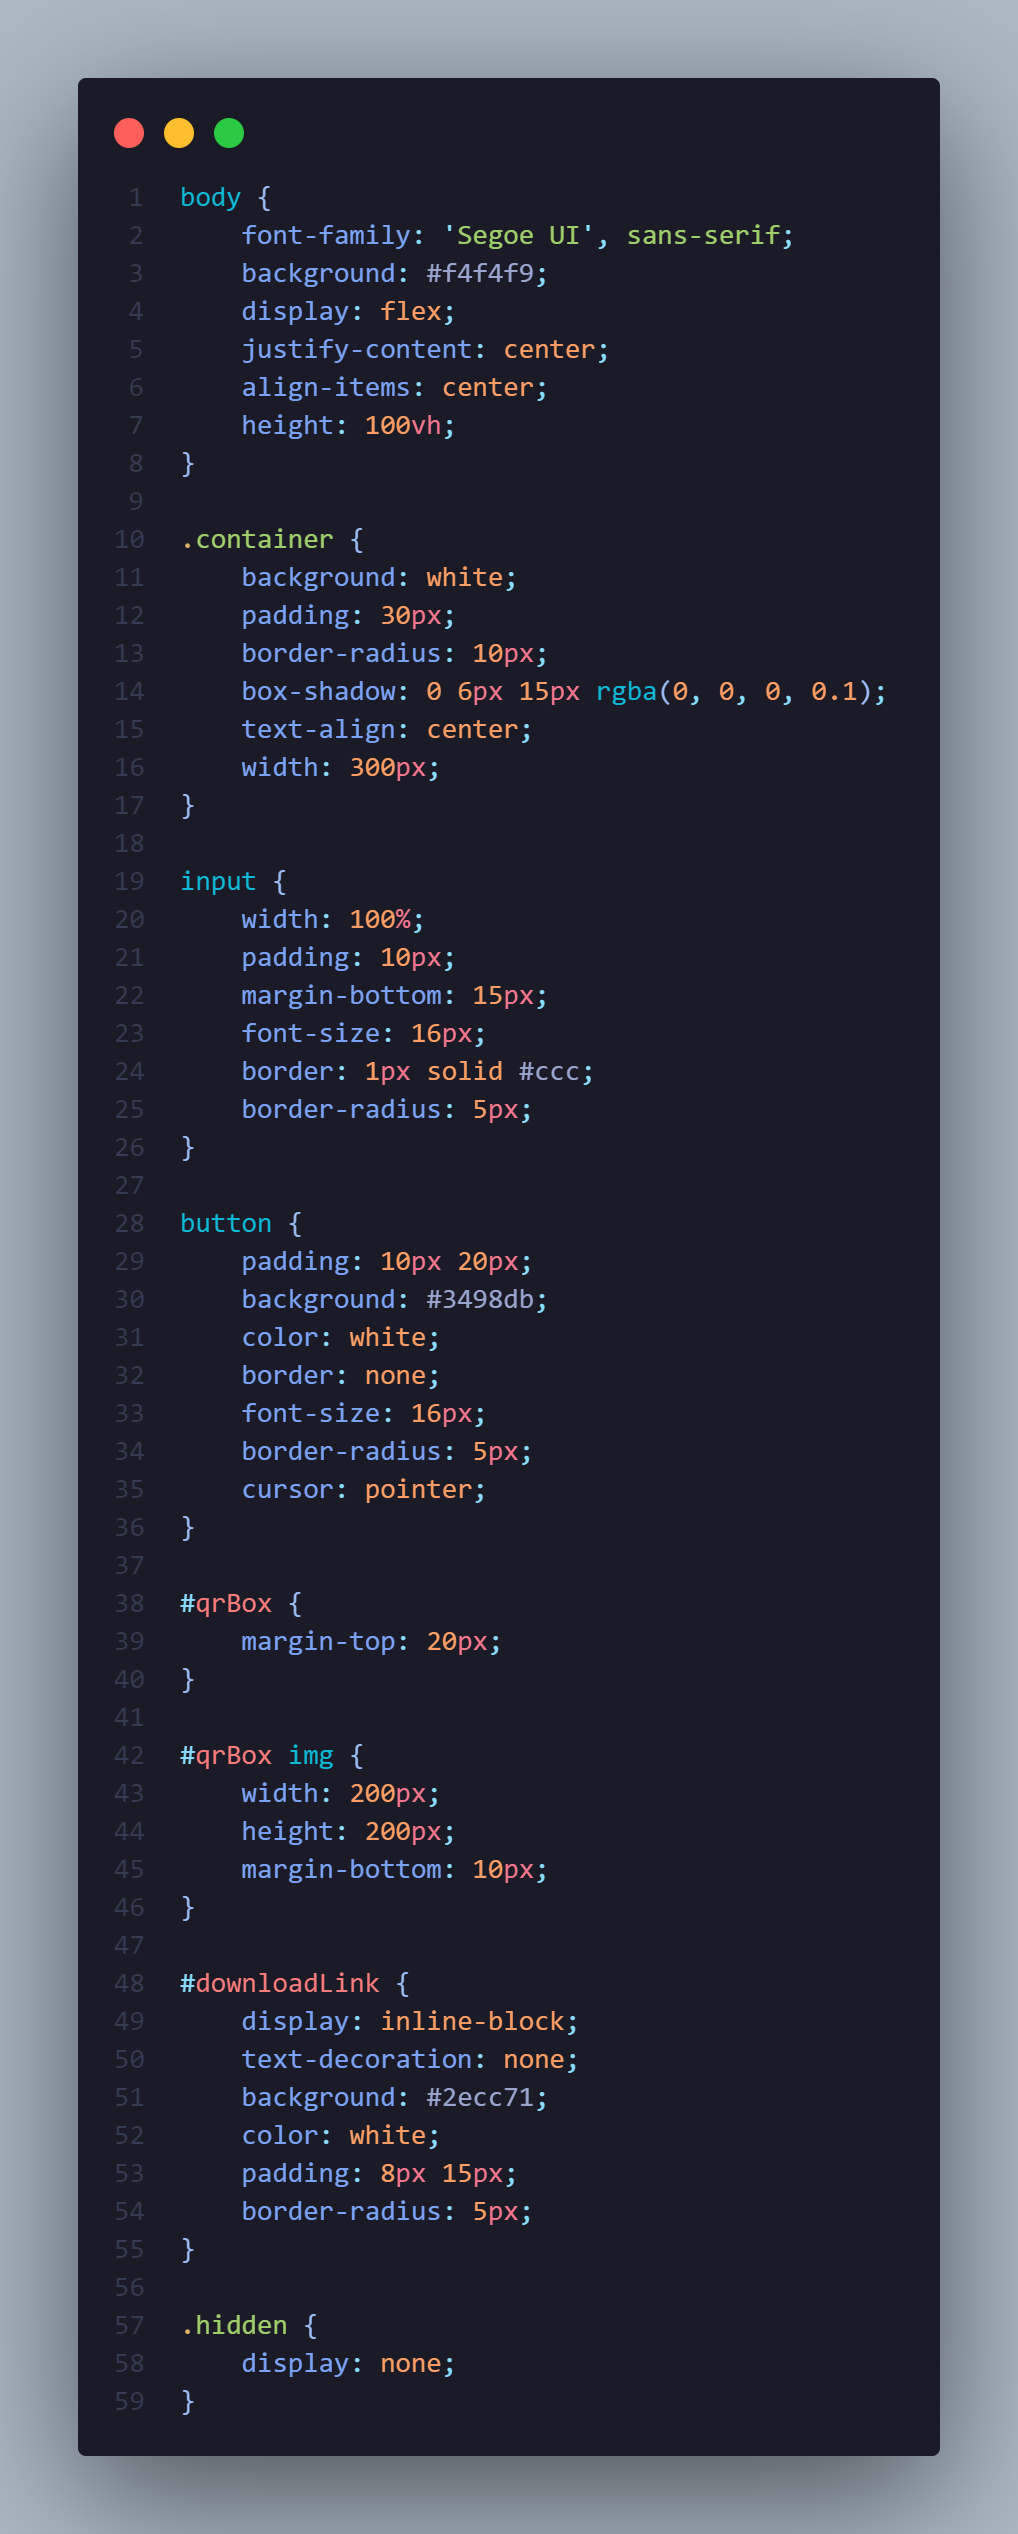 1 body {
2     font-family: 'Segoe UI', sans-serif;
3     background: #f4f4f9;
4     display: flex;
5     justify-content: center;
6     align-items: center;
7     height: 100vh;
8 }
9
10 .container {
11     background: white;
12     padding: 30px;
13     border-radius: 10px;
14     box-shadow: 0 6px 15px rgba(0, 0, 0, 0.1);
15     text-align: center;
16     width: 300px;
17 }
18
19 input {
20     width: 100%;
21     padding: 10px;
22     margin-bottom: 15px;
23     font-size: 16px;
24     border: 1px solid #ccc;
25     border-radius: 5px;
26 }
27
28 button {
29     padding: 10px 20px;
30     background: #3498db;
31     color: white;
32     border: none;
33     font-size: 16px;
34     border-radius: 5px;
35     cursor: pointer;
36 }
37
38 #qrBox {
39     margin-top: 20px;
40 }
41
42 #qrBox img {
43     width: 200px;
44     height: 200px;
45     margin-bottom: 10px;
46 }
47
48 #downloadLink {
49     display: inline-block;
50     text-decoration: none;
51     background: #2ecc71;
52     color: white;
53     padding: 8px 15px;
54     border-radius: 5px;
55 }
56
57 .hidden {
58     display: none;
59 }